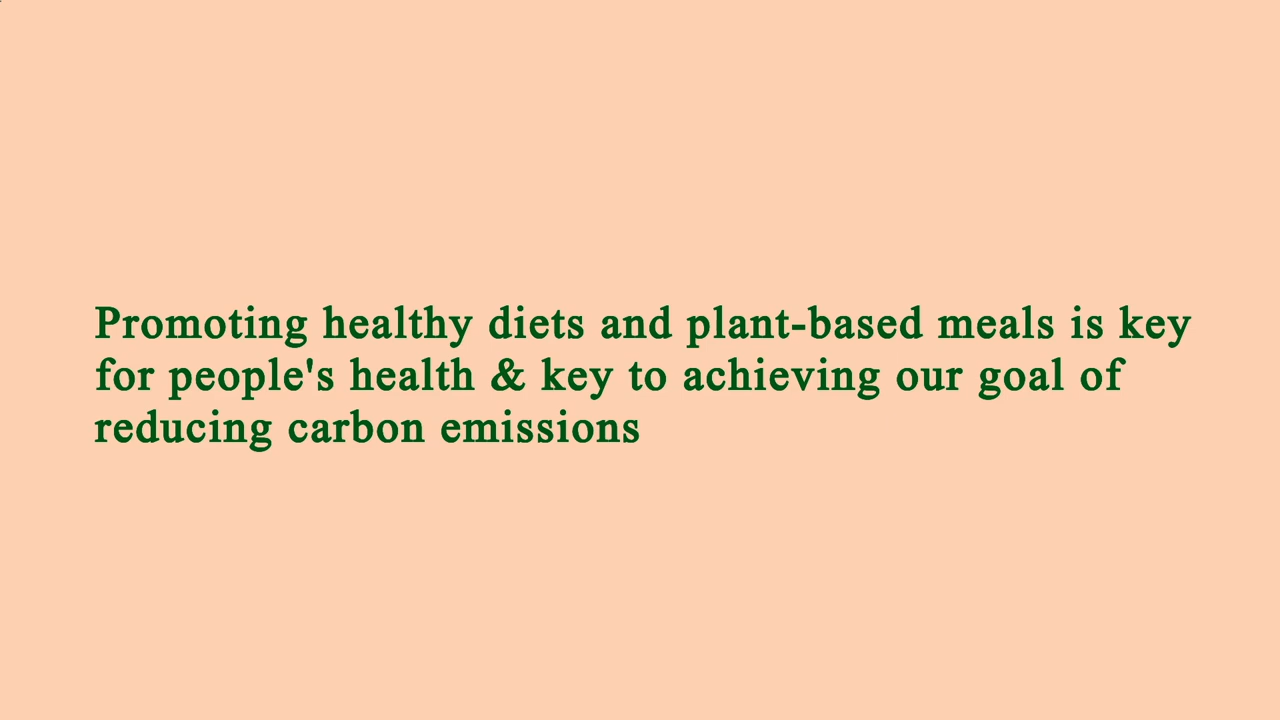 Promoting healthy diets and plant-based meals is key
for people's health & key to achieving our goal of
reducing carbon emissions